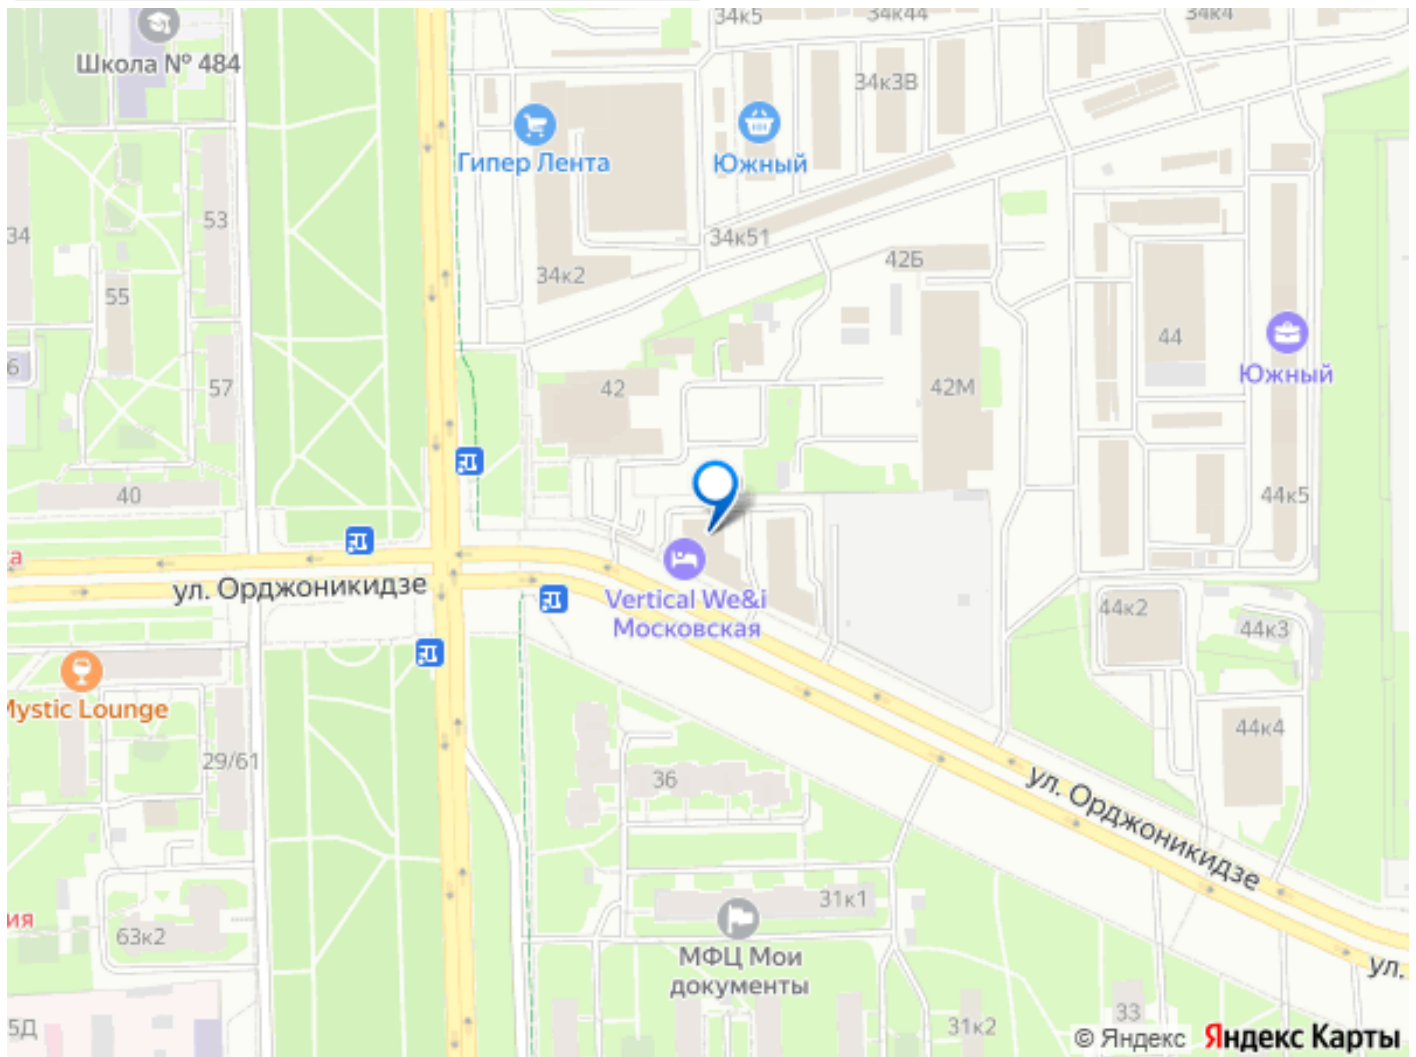 34к5
34к44
34к4
Школа № 484
34к3В
Гипер Лента
Южный
53
34
34к51
42Б
34к2
55
44
6
57
42
42М
Южный
40
44к5
а
ул. Орджоникидзе
Vertical We&i
Московская
44к2
44к3
Mystic Lounge
44к4
29/61
36
ул. Орджоникидзе
31к1
ия
63к2
МФЦ Мои
документы
ул.
5Д
31к2
33
© Яндекс Яндекс Карты